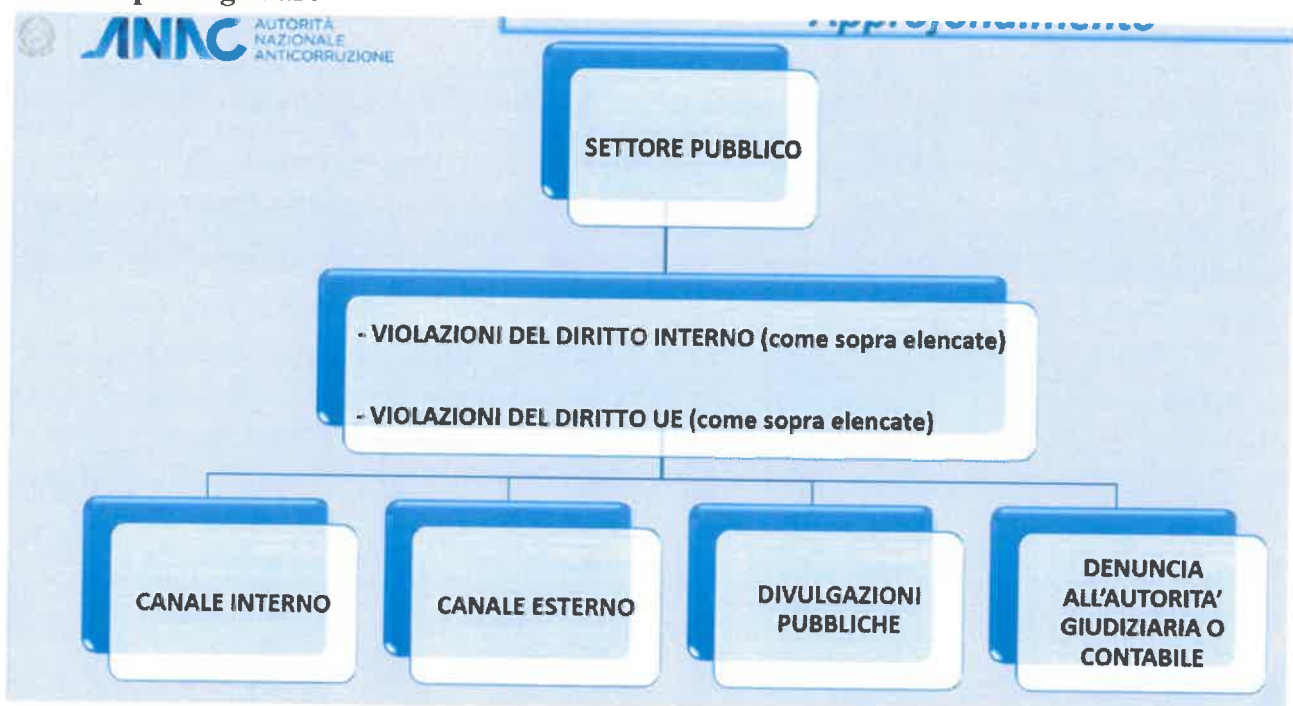 ANAC
AUTORITÀ
NAZIONALE
ANTICORRUZIONE
Approfondimento
SETTORE PUBBLICO
- VIOLAZIONI DEL DIRITTO INTERNO (come sopra elencate)
- VIOLAZIONI DEL DIRITTO UE (come sopra elencate)
CANALE INTERNO
CANALE ESTERNO
DIVULGAZIONI
PUBBLICHE
DENUNCIA
ALL'AUTORITA'
GIUDIZIARIA O
CONTABILE